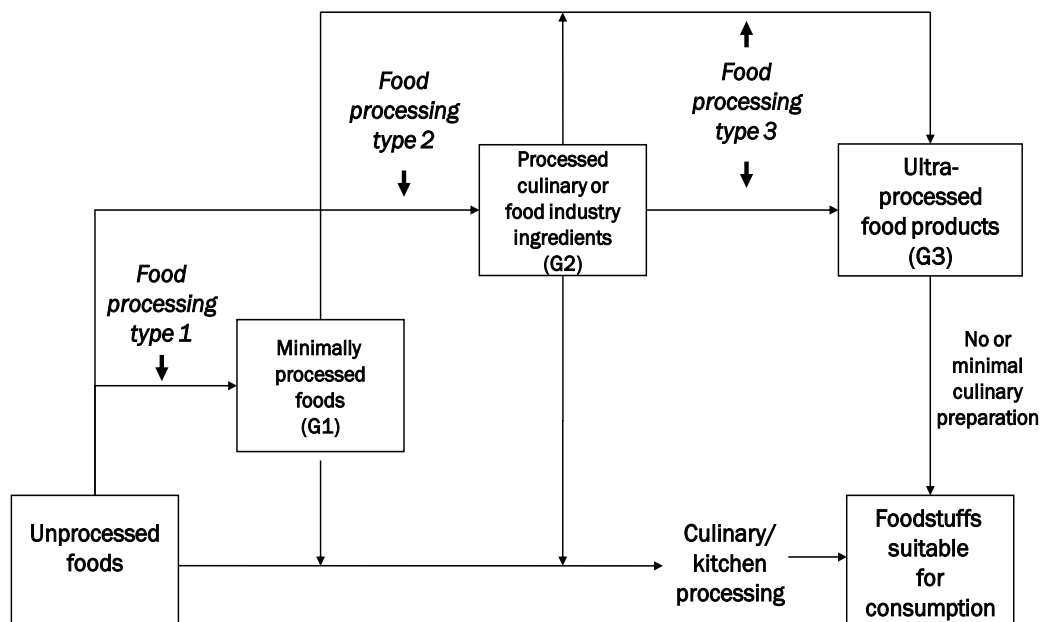 Food
processing
type 2
Food
processing
type 3
Processed
culinary or
food industry
ingredients
(G2)
Ultra-
processed
food products
(G3)
Food
processing
type 1
Minimally
processed
foods
(G1)
No or
minimal
culinary
preparation
Unprocessed
foods
Culinary/
kitchen
processing
Foodstuffs
suitable
for
consumption